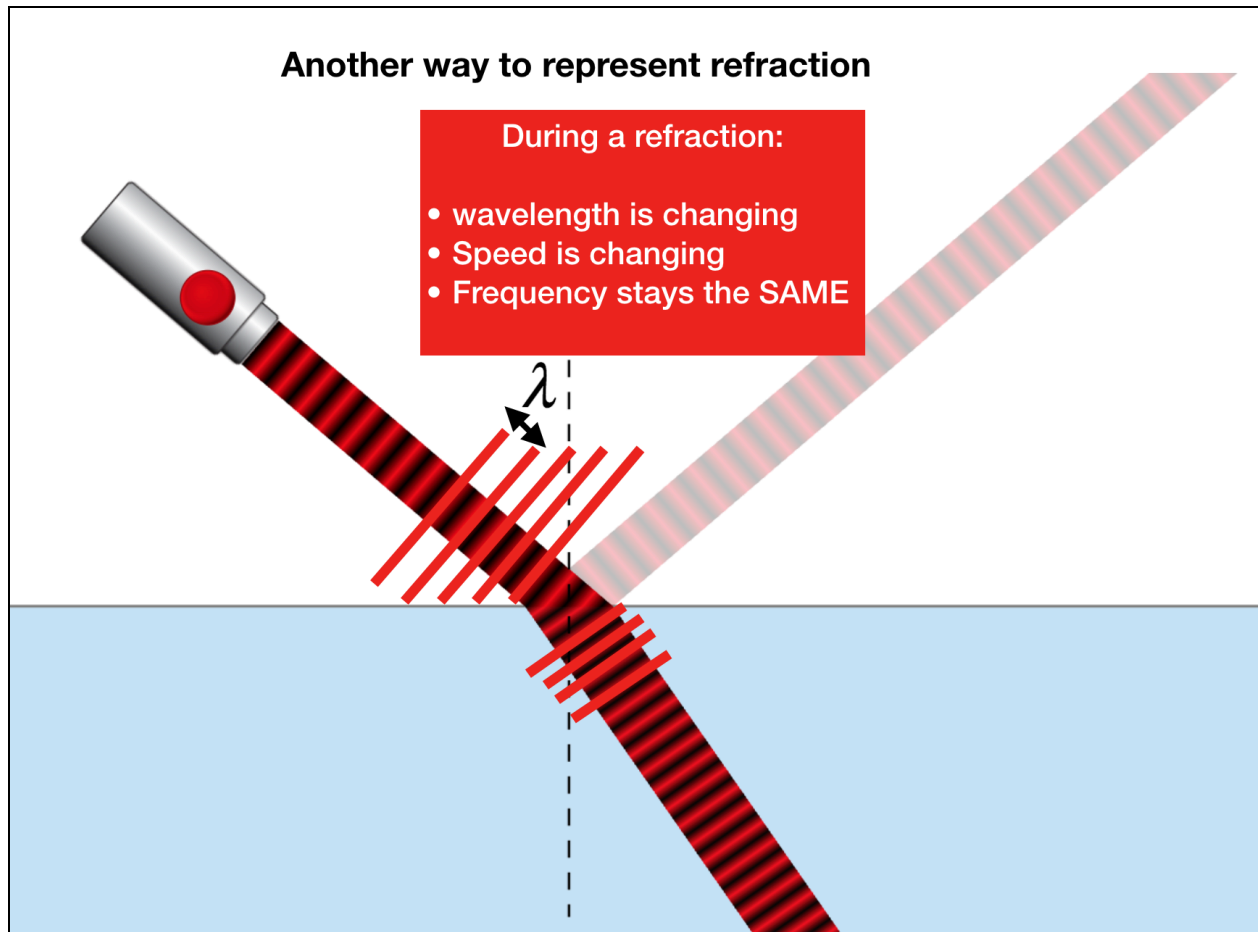 Another way to represent refraction
During a refraction:
• wavelength is changing
• Speed is changing
• Frequency stays the SAME
λ